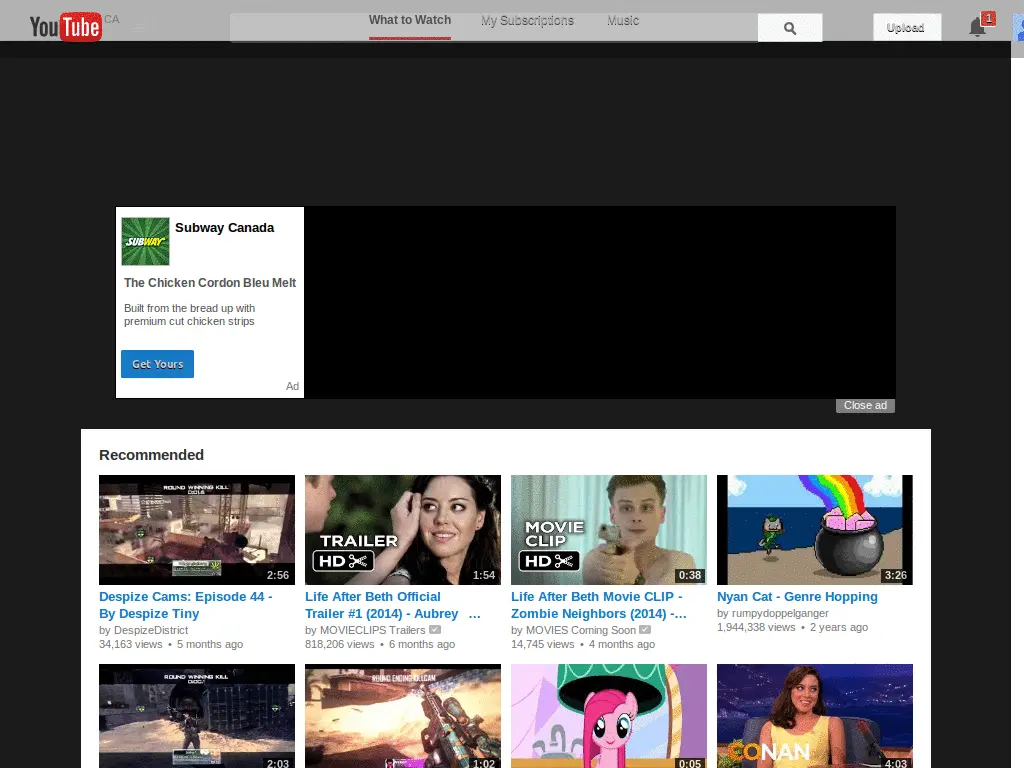 YouTube CA
What to Watch
My Subscriptions
Music
Upload
1
SUBWAY
Subway Canada
The Chicken Cordon Bleu Melt
Built from the bread up with
premium cut chicken strips
Get Yours
Ad
Close ad
Recommended
ROUND WINNING KILL
2:56
TRAILER
HD
1:54
MOVIE
CLIP
HD
0:38
3:26
Despize Cams: Episode 44 -
By Despize Tiny
by DespizeDistrict
34,163 views • 5 months ago
Life After Beth Official
Trailer #1 (2014) - Aubrey ...
by MOVIECLIPS Trailers
818,206 views • 6 months ago
Life After Beth Movie CLIP -
Zombie Neighbors (2014) -...
by MOVIES Coming Soon
14,745 views • 4 months ago
Nyan Cat - Genre Hopping
by rumpydoppelganger
1,944,338 views • 2 years ago
ROUND WINNING KILL
2:03
ROUND ENDING KILLCAM
1:02
0:05
CONAN
4:03